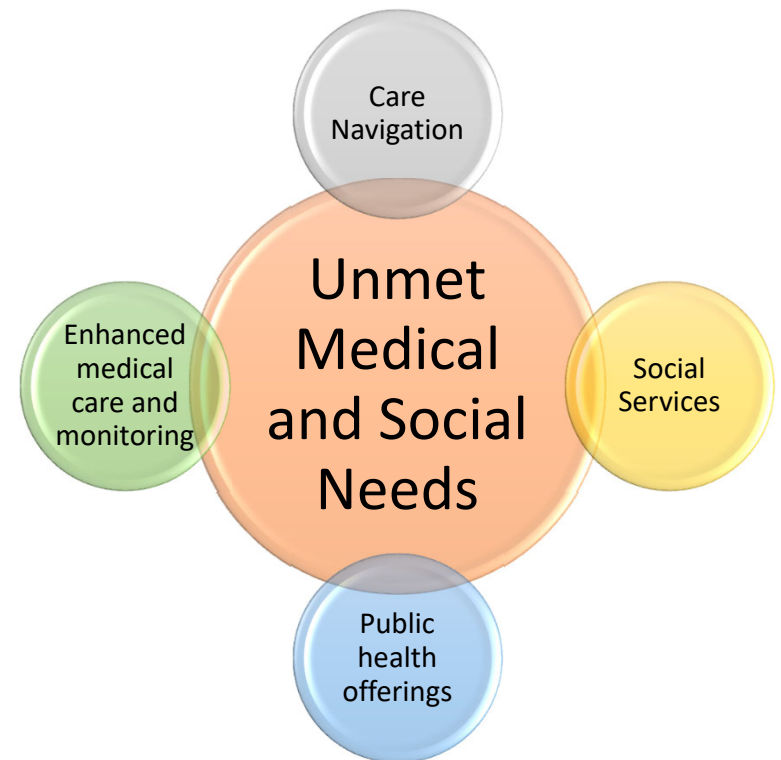 Care
Navigation
Unmet
Medical
and Social
Needs
Enhanced
medical
care and
monitoring
Social
Services
Public
health
offerings